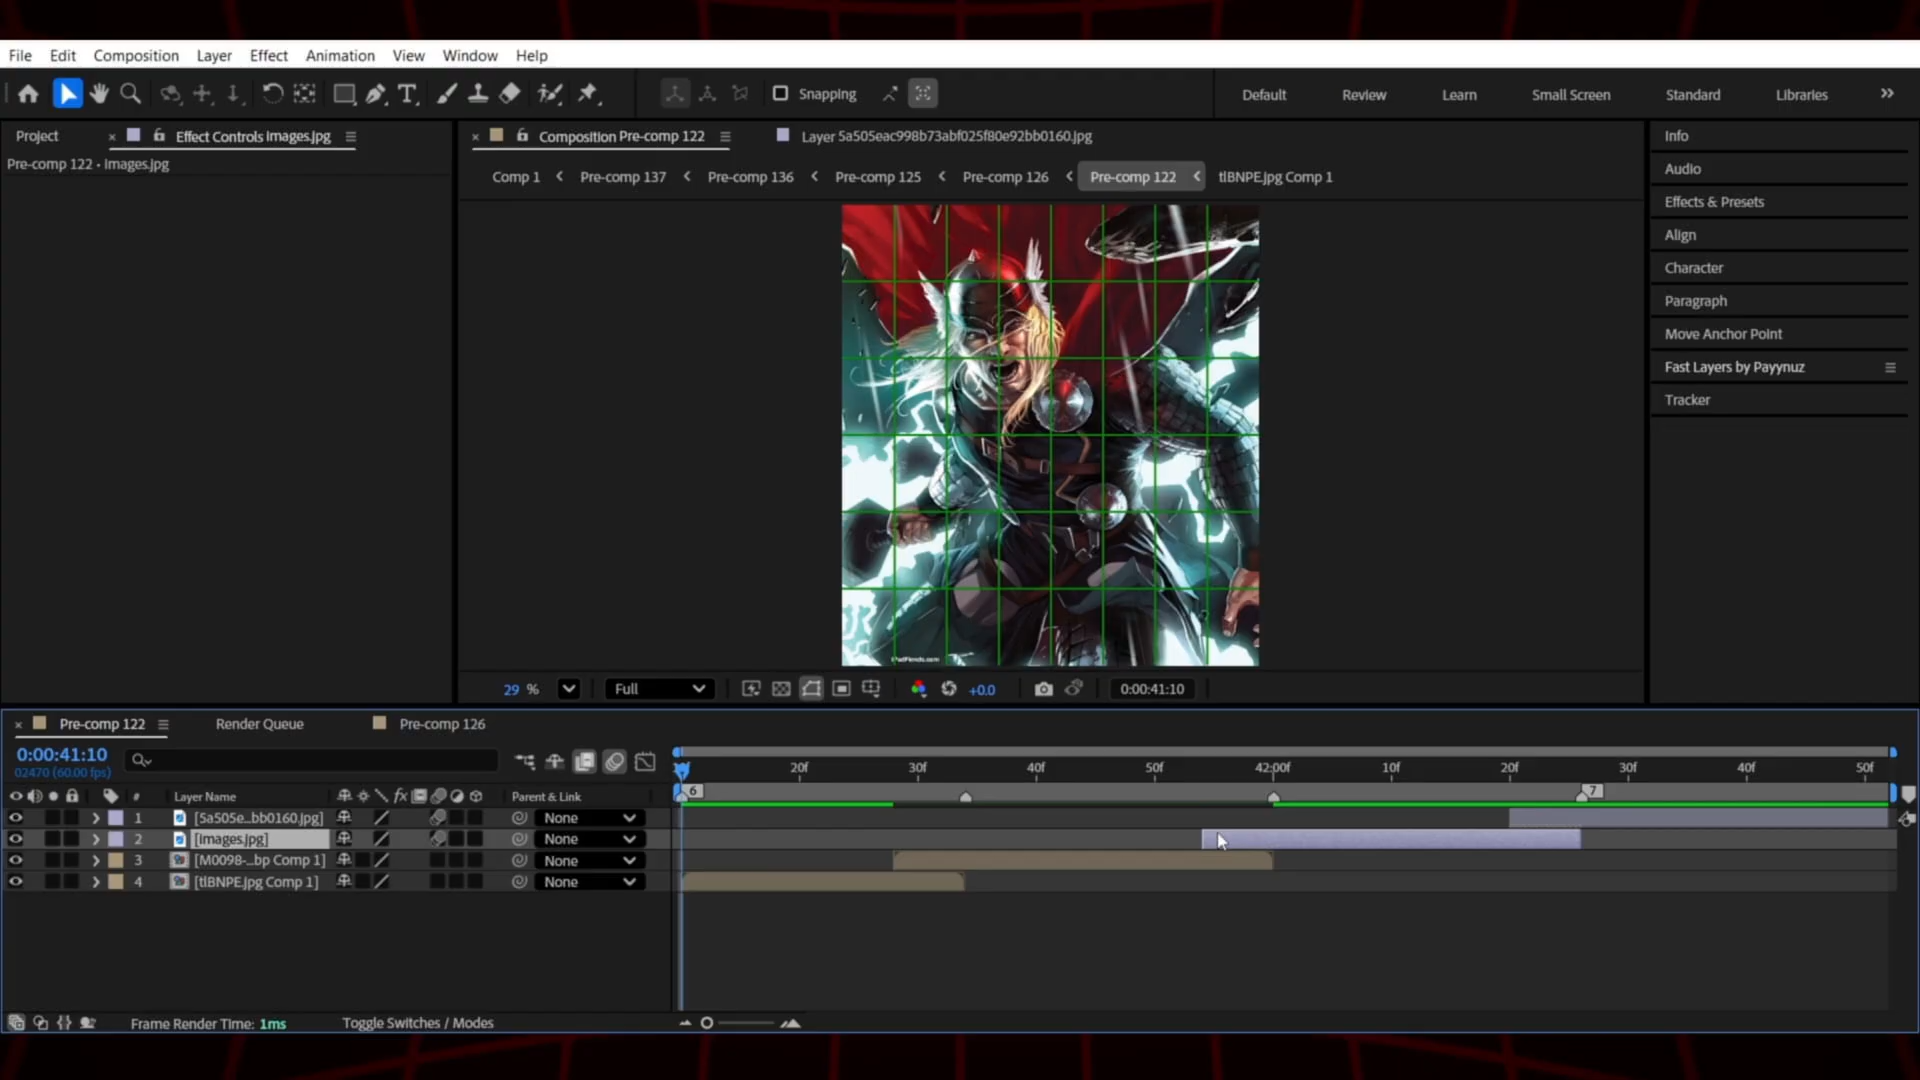 File Edit Composition Layer Effect Animation View Window Help
Snapping Default Review Learn Small Screen Standard Libraries
Project Effect Controls Images.jpg Composition Pre-comp 122 Layer 5a505eac998b73abf025f80e92bb0160.jpg
Pre-comp 122 • Images.jpg
Comp 1 Pre-comp 137 Pre-comp 136 Pre-comp 125 Pre-comp 126 Pre-comp 122 tlBNPE.jpg Comp 1
Info
Audio
Effects & Presets
Align
Character
Paragraph
Move Anchor Point
Fast Layers by Payynuz
Tracker
29 % Full +0.0 0:00:41:10
Pre-comp 122 Render Queue Pre-comp 126
0:00:41:10
02470 (60.00 fps)
20f 30f 40f 50f 42:00f 10f 20f 30f 40f 50f
6 7
# Layer Name fx Parent & Link
1 [5a505e...bb0160.jpg] None
2 [Images.jpg] None
3 [M0098-...bp Comp 1] None
4 [tlBNPE.jpg Comp 1] None
Frame Render Time: 1ms Toggle Switches / Modes